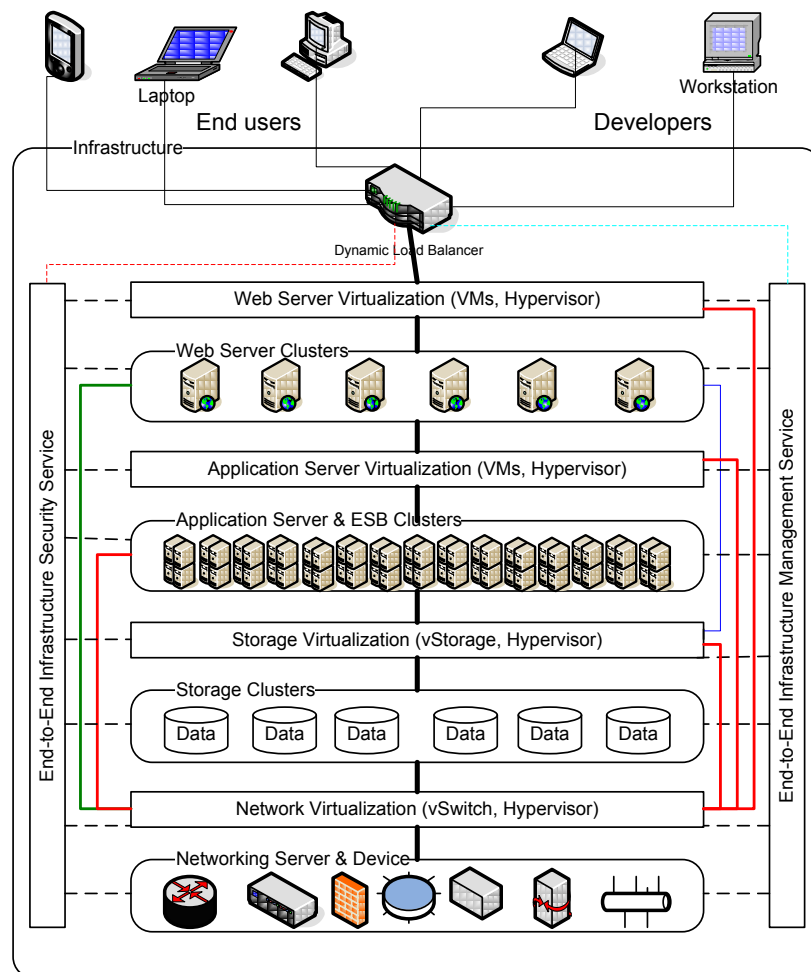 Laptop
Workstation
End users
Developers
Infrastructure
Dynamic Load Balancer
Web Server Virtualization (VMs, Hypervisor)
Web Server Clusters
Application Server Virtualization (VMs, Hypervisor)
Application Server & ESB Clusters
Storage Virtualization (vStorage, Hypervisor)
Storage Clusters
Data
Data
Data
Data
Data
Data
Network Virtualization (vSwitch, Hypervisor)
Networking Server & Device
End-to-End Infrastructure Security Service
End-to-End Infrastructure Management Service